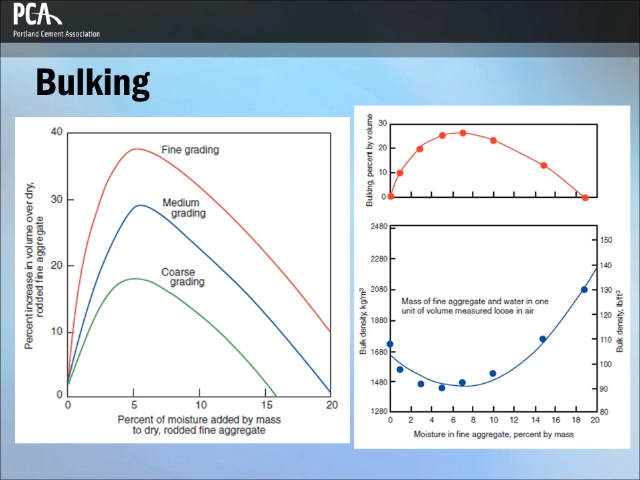 PCA
Portland Cement Association
Bulking
40
30
20
10
0
Percent increase in volume over dry,
rodded fine aggregate
Fine grading
Medium
grading
Coarse
grading
0
5
10
15
20
Percent of moisture added by mass
to dry, rodded fine aggregate
30
20
10
0
Bulking, percent by volume
2480
2280
2080
1880
1680
1480
1280
Bulk density, kg/m³
Mass of fine aggregate and water in one
unit of volume measured loose in air
150
140
130
120
110
100
90
80
Bulk density, lb/ft³
0 2 4 6 8 10 12 14 16 18 20
Moisture in fine aggregate, percent by mass